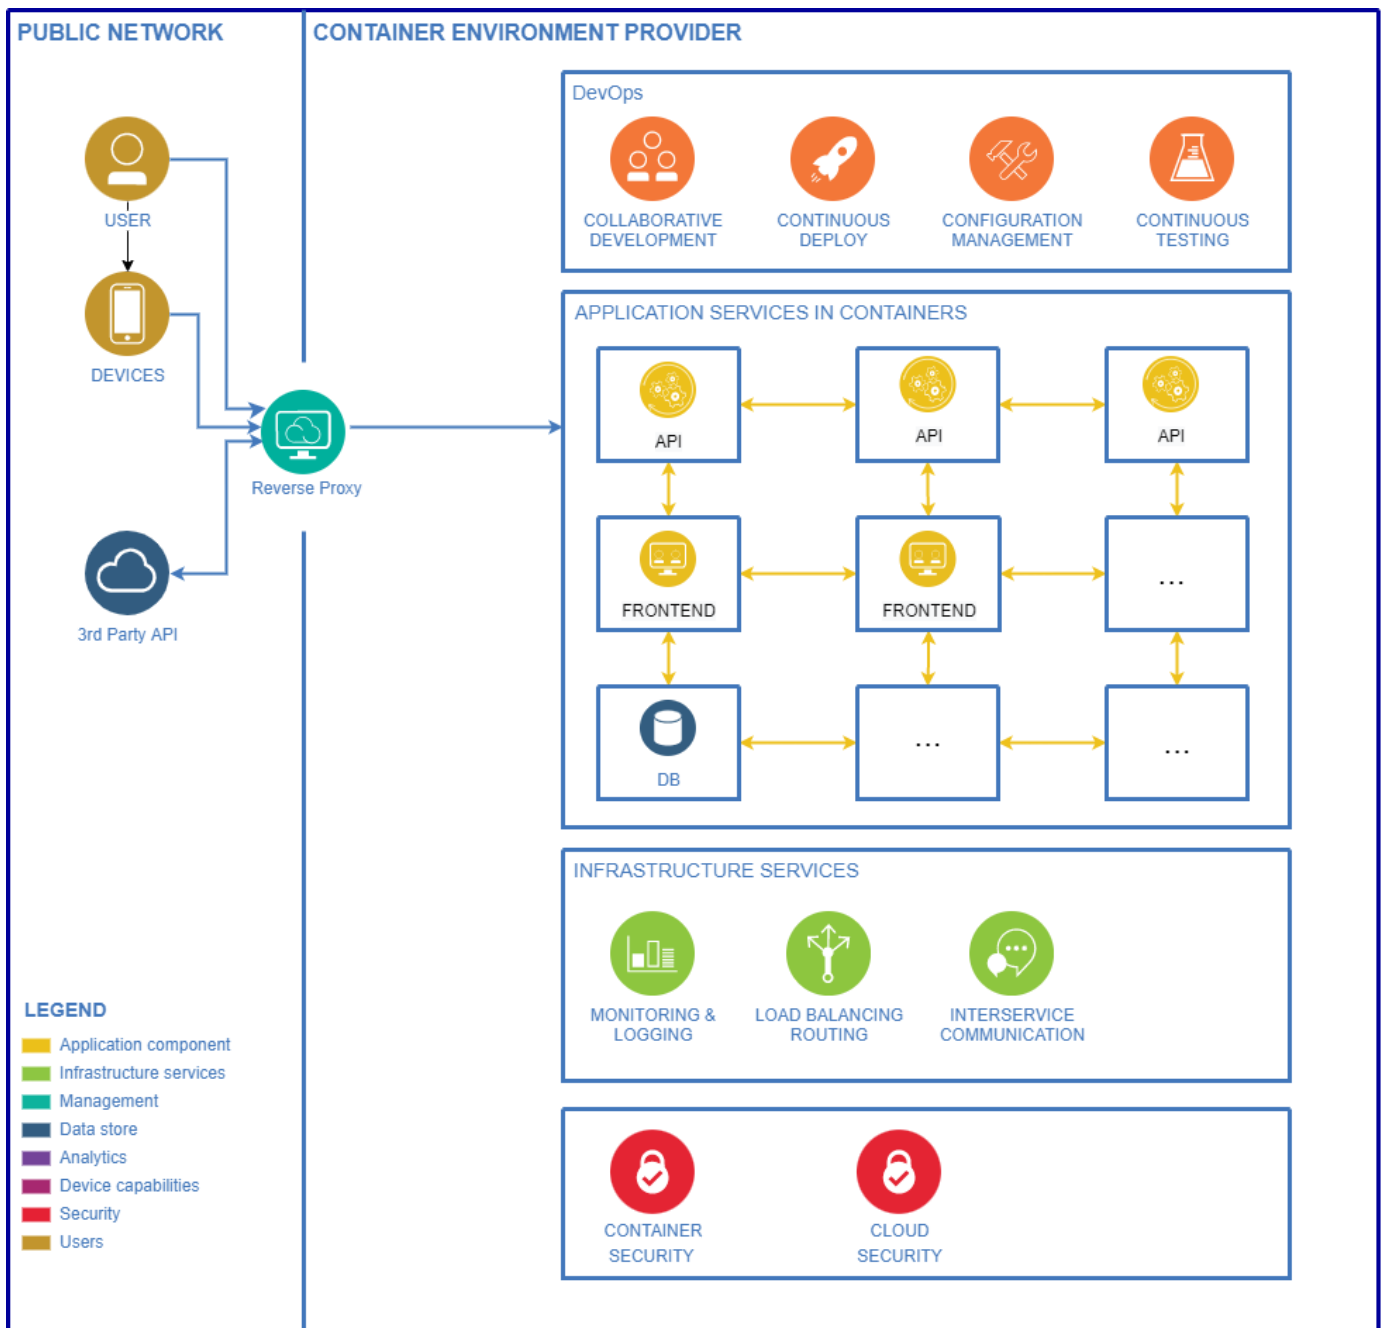 PUBLIC NETWORK
CONTAINER ENVIRONMENT PROVIDER
USER
DEVICES
Reverse Proxy
3rd Party API
DevOps
COLLABORATIVE
DEVELOPMENT
CONTINUOUS
DEPLOY
CONFIGURATION
MANAGEMENT
CONTINUOUS
TESTING
APPLICATION SERVICES IN CONTAINERS
API
API
API
FRONTEND
FRONTEND
...
DB
...
...
INFRASTRUCTURE SERVICES
MONITORING &
LOGGING
LOAD BALANCING
ROUTING
INTERSERVICE
COMMUNICATION
CONTAINER
SECURITY
CLOUD
SECURITY
LEGEND
Application component
Infrastructure services
Management
Data store
Analytics
Device capabilities
Security
Users